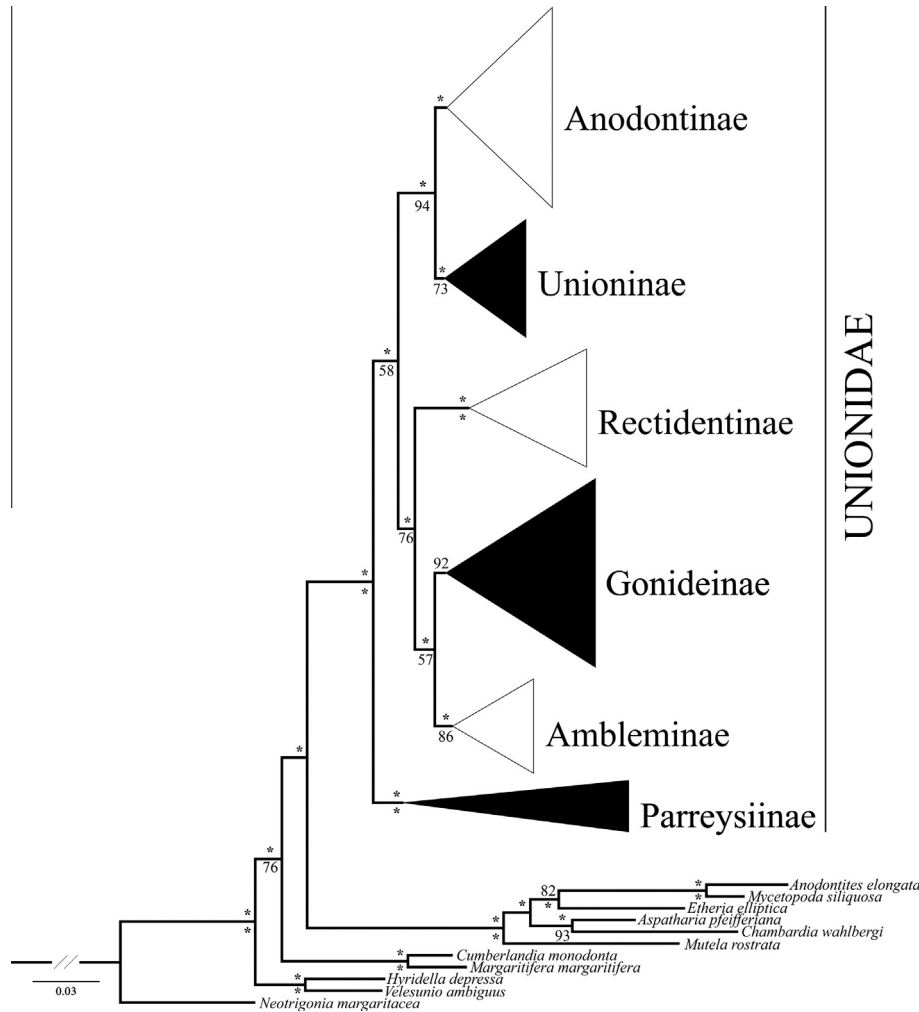 *
Anodontinae
*
94
*
73
Unioninae
*
58
*
*
Rectidentinae
*
76
92
Gonideinae
*
*
*
57
*
86
Ambleminae
*
*
*
Parreysiinae
UNIONIDAE
*
76
82
*
*
*
Anodontites elongata
Mycetopoda siliquosa
*
Etheria elliptica
*
*
*
93
Aspatharia pfeifferiana
Chambardia wahlbergi
*
Mutela rostrata
*
*
Cumberlandia monodonta
Margaritifera margaritifera
*
*
Hyridella depressa
Velesunio ambiguus
0.03
Neotrigonia margaritacea